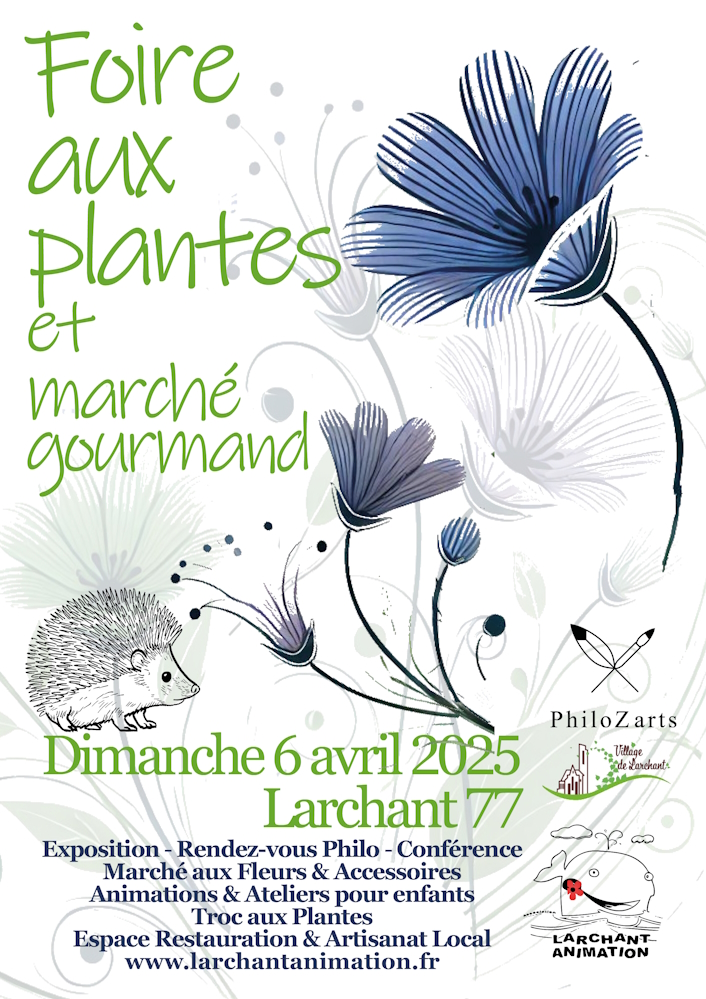 Foire
aux
plantes
et
marché
gourmand
PhiloZarts
Village
de Larchant
Dimanche 6 avril 2025
Larchant 77
Exposition - Rendez-vous Philo - Conférence
Marché aux Fleurs & Accessoires
Animations & Ateliers pour enfants
Troc aux Plantes
Espace Restauration & Artisanat Local
www.larchantanimation.fr
LARCHANT
ANIMATION